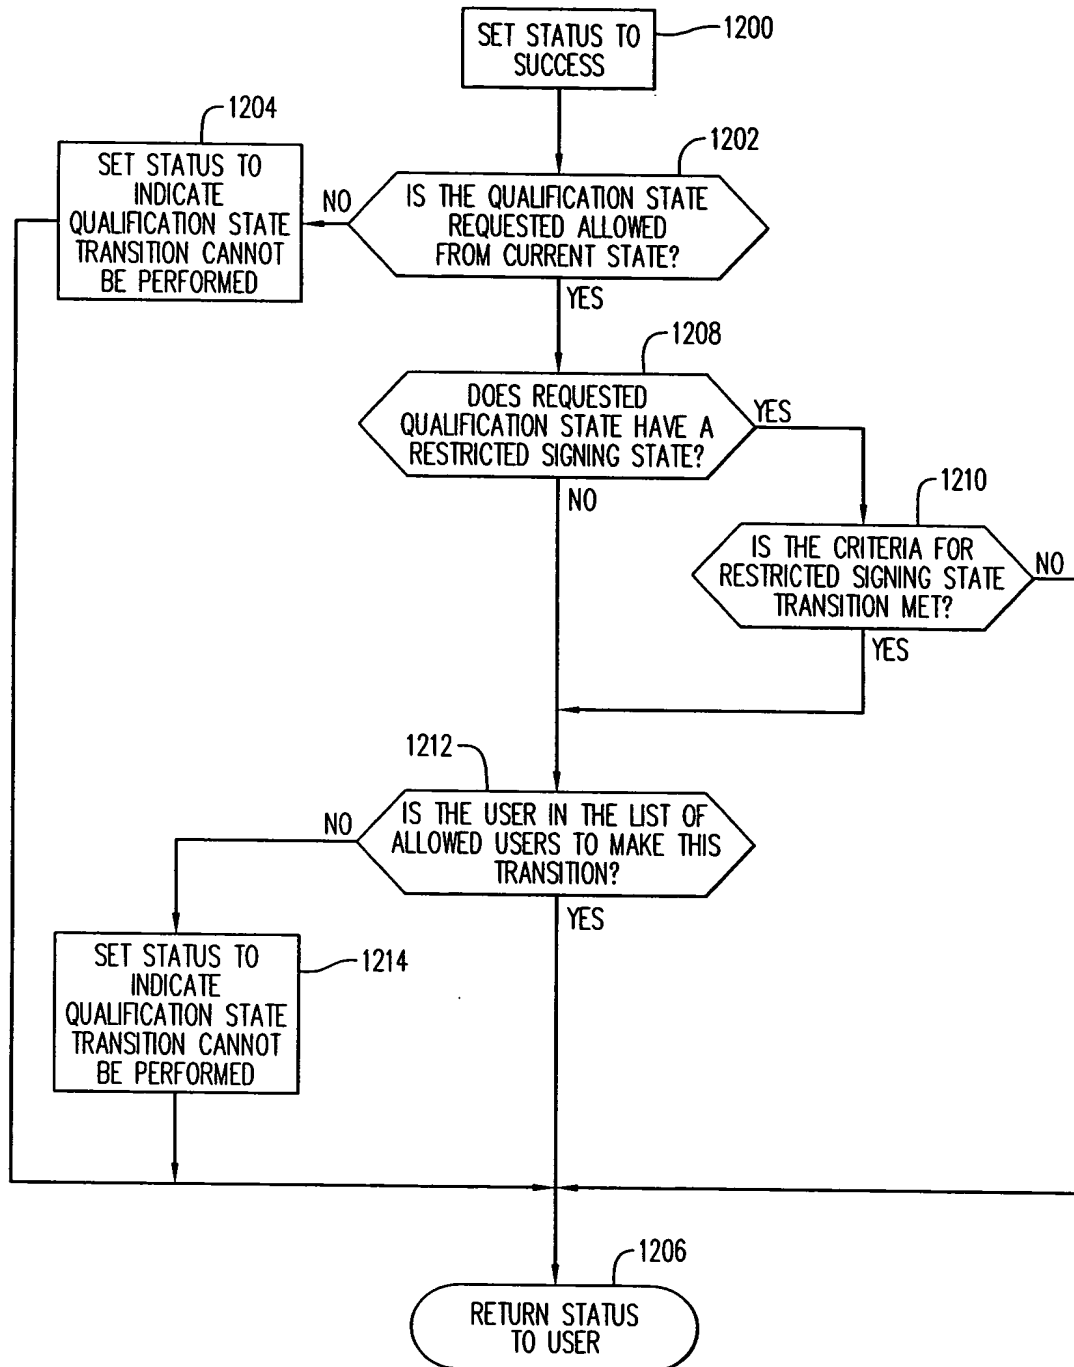 SET STATUS TO
SUCCESS
1200
1204
SET STATUS TO
INDICATE
QUALIFICATION STATE
TRANSITION CANNOT
BE PERFORMED
NO
1202
IS THE QUALIFICATION STATE
REQUESTED ALLOWED
FROM CURRENT STATE?
YES
1208
DOES REQUESTED
QUALIFICATION STATE HAVE A
RESTRICTED SIGNING STATE?
YES
NO
1210
IS THE CRITERIA FOR
RESTRICTED SIGNING STATE
TRANSITION MET?
NO
YES
1212
IS THE USER IN THE LIST OF
ALLOWED USERS TO MAKE THIS
TRANSITION?
NO
YES
SET STATUS TO
INDICATE
QUALIFICATION STATE
TRANSITION CANNOT
BE PERFORMED
1214
1206
RETURN STATUS
TO USER